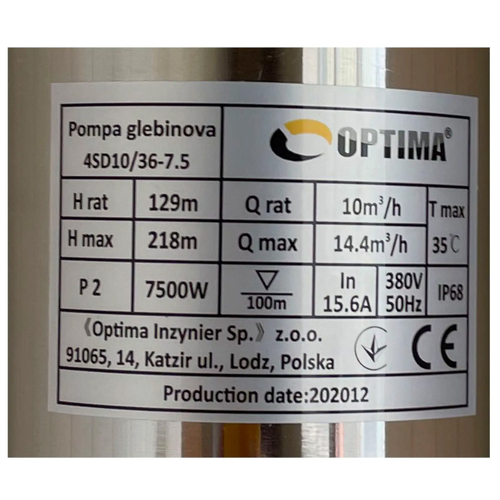 Pompa glebinova
4SD10/36-7.5
OPTIMA®
H rat 129m Q rat 10m³/h T max
H max 218m Q max 14.4m³/h 35℃
P 2 7500W 100m In 15.6A 380V 50Hz IP68
《Optima Inzynier Sp.》 z.o.o.
91065, 14, Katzir ul., Lodz, Polska
CE
Production date:202012